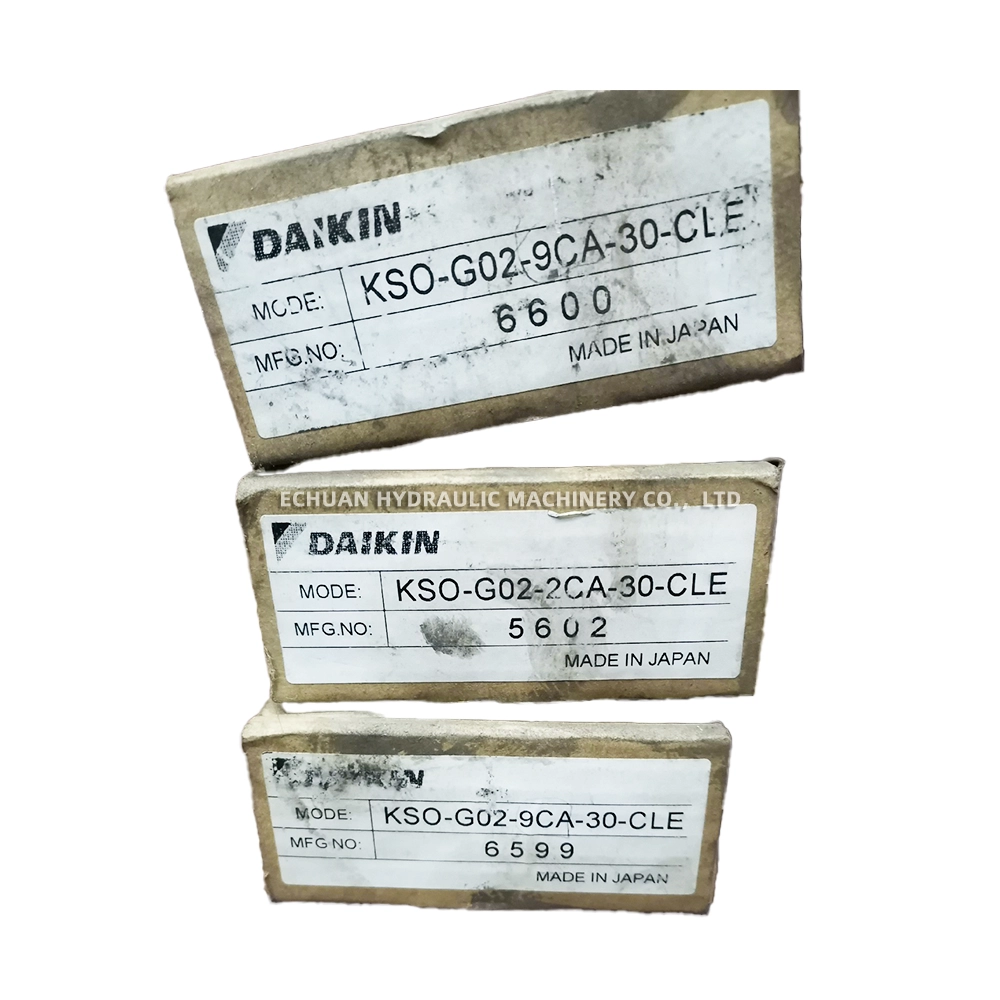 DAIKIN
MODE: KSO-G02-9CA-30-CLE
MFG.NO: 6600
MADE IN JAPAN
ECHUAN HYDRAULIC MACHINERY CO., LTD
DAIKIN
MODE: KSO-G02-2CA-30-CLE
MFG.NO: 5602
MADE IN JAPAN
MODE: KSO-G02-9CA-30-CLE
MFG NO: 6599
MADE IN JAPAN